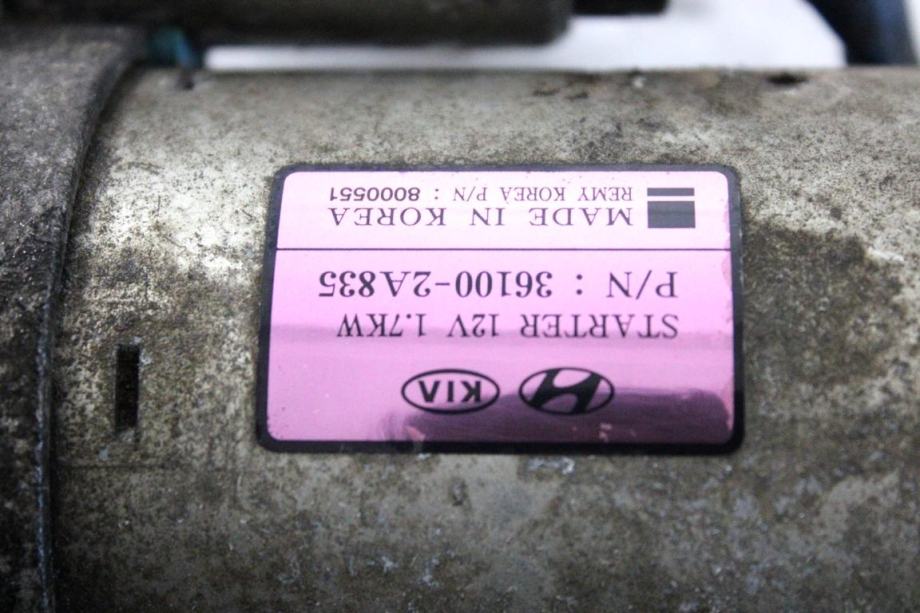 KIA
STARTER 12V 1.7KW
P/N : 36100-2A835
MADE IN KOREA
REMY KOREA P/N : 8000551